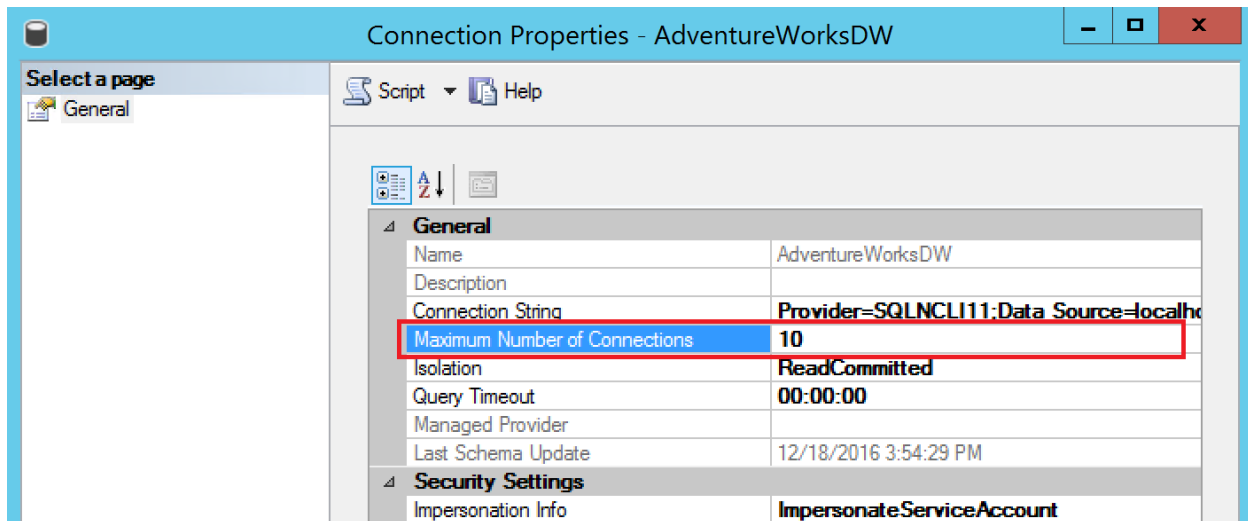 Connection Properties - AdventureWorksDW
Select a page
General
Script Help
General
Name AdventureWorksDW
Description
Connection String Provider=SQLNCLI11;Data Source=localho
Maximum Number of Connections 10
Isolation ReadCommitted
Query Timeout 00:00:00
Managed Provider
Last Schema Update 12/18/2016 3:54:29 PM
Security Settings
Impersonation Info ImpersonateServiceAccount